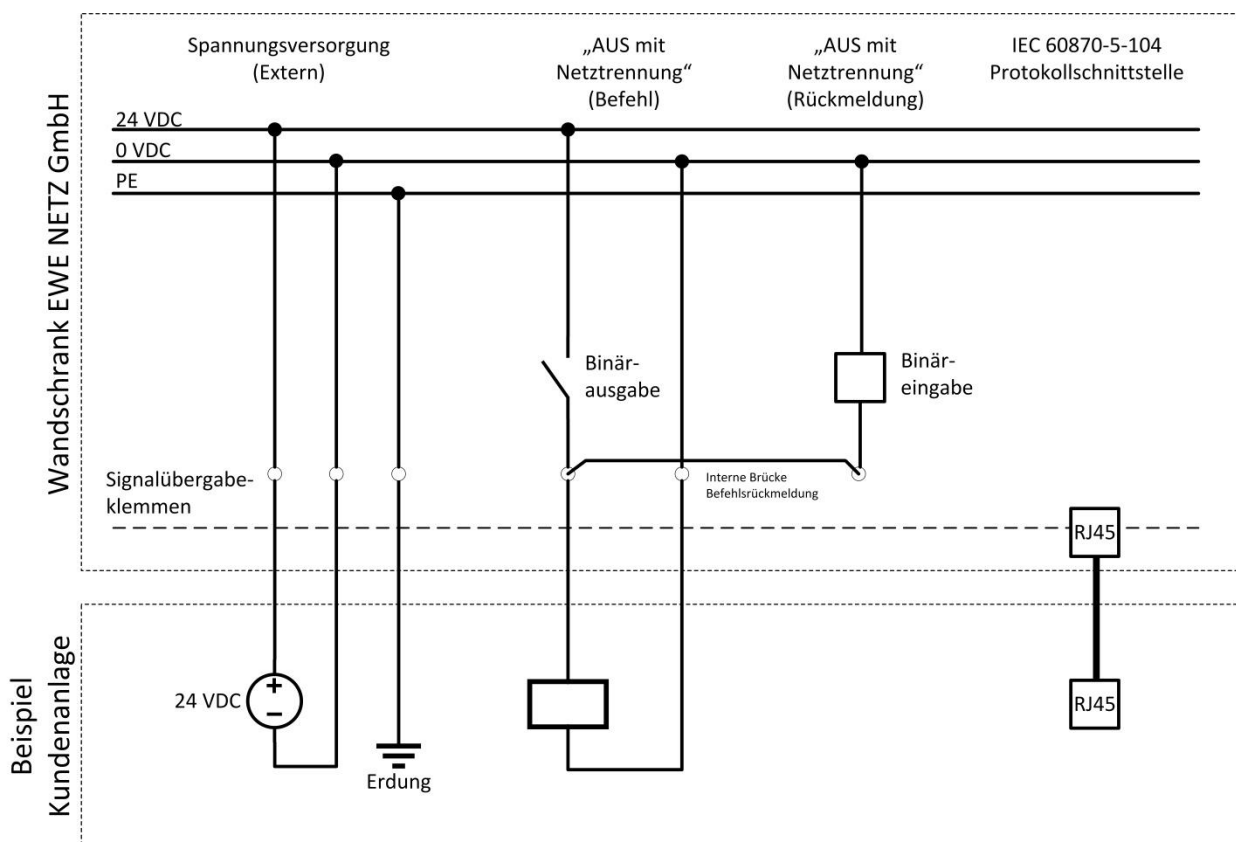 Wandschrank EWE NETZ GmbH
Spannungsversorgung
(Extern)
„AUS mit
Netztrennung“
(Befehl)
„AUS mit
Netztrennung“
(Rückmeldung)
IEC 60870-5-104
Protokollschnittstelle
24 VDC
0 VDC
PE
Binär-
ausgabe
Binär-
eingabe
Signalübergabe-
klemmen
Interne Brücke
Befehlsrückmeldung
RJ45
Beispiel
Kundenanlage
24 VDC
+
−
Erdung
RJ45